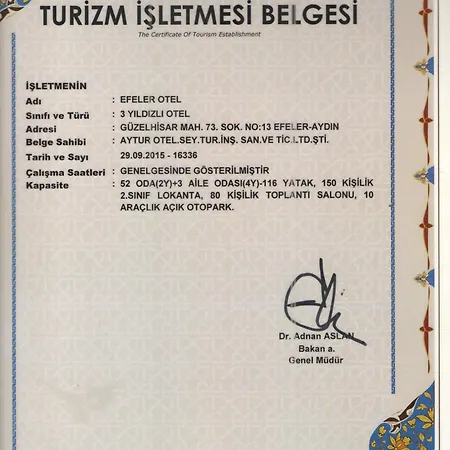 TURİZM İŞLETMESİ BELGESİ
The Certificate Of Tourism Establishment
İŞLETMENİN
Adı : EFELER OTEL
Sınıfı ve Türü : 3 YILDIZLI OTEL
Adresi : GÜZELHİSAR MAH. 73. SOK. NO:13 EFELER-AYDIN
Belge Sahibi : AYTUR OTEL.SEY.TUR.İNŞ. SAN.VE TİC.LTD.ŞTİ.
Tarih ve Sayı : 29.09.2015 - 16336
Çalışma Saatleri : GENELGESİNDE GÖSTERİLMİŞTİR
Kapasite : 52 ODA(2Y)+3 AİLE ODASI(4Y)-116 YATAK, 150 KİŞİLİK
2.SINIF LOKANTA, 80 KİŞİLİK TOPLANTI SALONU, 10
ARAÇLIK AÇIK OTOPARK.
Dr. Adnan ASLAN
Bakan a.
Genel Müdür